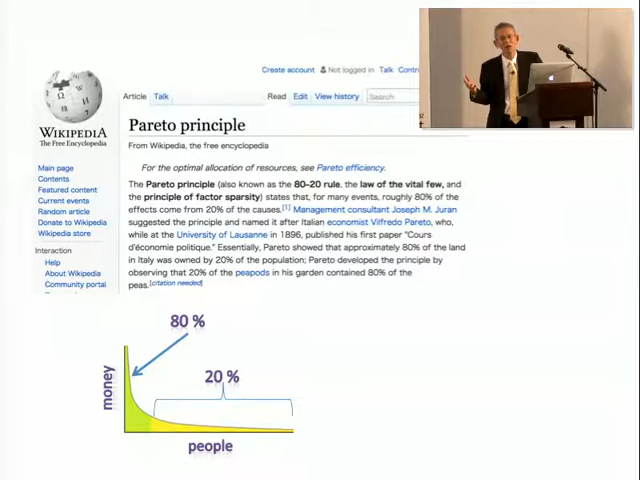 Create account Not logged in Talk Contri
Article Talk Read Edit View history Search
WIKIPEDIA
The Free Encyclopedia
Pareto principle
From Wikipedia, the free encyclopedia
Main page
Contents
Featured content
Current events
Random article
Donate to Wikipedia
Wikipedia store
Interaction
Help
About Wikipedia
Community portal
For the optimal allocation of resources, see Pareto efficiency.
The Pareto principle (also known as the 80–20 rule, the law of the vital few, and
the principle of factor sparsity) states that, for many events, roughly 80% of the
effects come from 20% of the causes.[1] Management consultant Joseph M. Juran
suggested the principle and named it after Italian economist Vilfredo Pareto, who,
while at the University of Lausanne in 1896, published his first paper "Cours
d'économie politique." Essentially, Pareto showed that approximately 80% of the land
in Italy was owned by 20% of the population; Pareto developed the principle by
observing that 20% of the peapods in his garden contained 80% of the
peas.[citation needed]
80 %
20 %
money
people